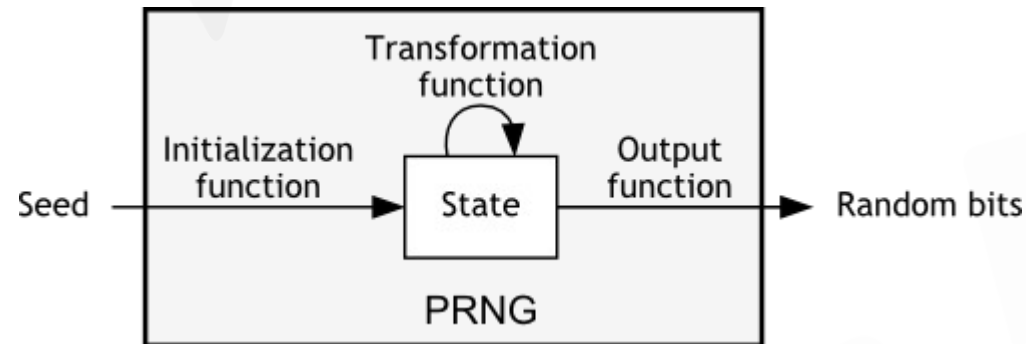 Transformation
function
Initialization
function
Output
function
Seed
State
Random bits
PRNG